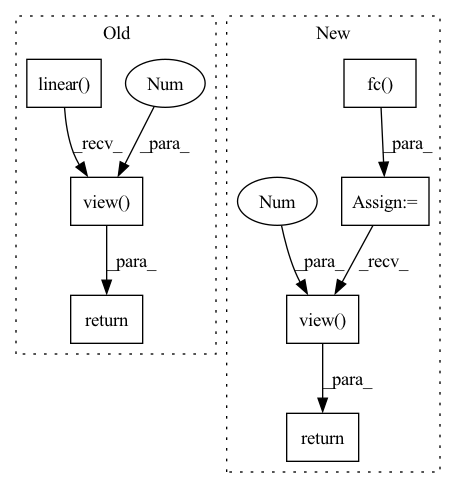 Old
New
linear()
Num
fc()
_recv_
_para_
_para_
view()
Num
Assign:=
_para_
_para_
_recv_
return
view()
_para_
return